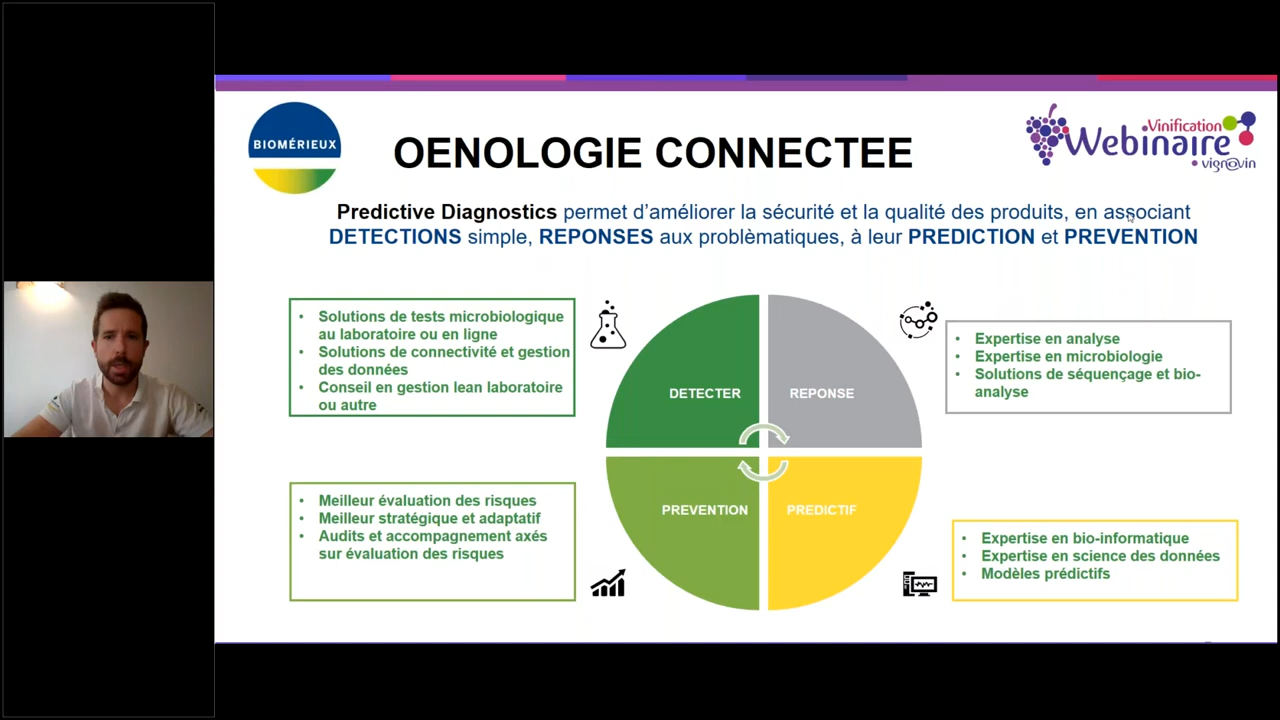 BIOMÉRIEUX
OENOLOGIE CONNECTEE
Vinification
Webinaire
vign@vin
Predictive Diagnostics permet d'améliorer la sécurité et la qualité des produits, en associant
DETECTIONS simple, REPONSES aux problèmatiques, à leur PREDICTION et PREVENTION
• Solutions de tests microbiologique
au laboratoire ou en ligne
• Solutions de connectivité et gestion
des données
• Conseil en gestion lean laboratoire
ou autre
DETECTER
REPONSE
• Expertise en analyse
• Expertise en microbiologie
• Solutions de séquençage et bio-
analyse
• Meilleur évaluation des risques
• Meilleur stratégique et adaptatif
• Audits et accompagnement axés
sur évaluation des risques
PREVENTION
PREDICTIF
• Expertise en bio-informatique
• Expertise en science des données
• Modèles prédictifs